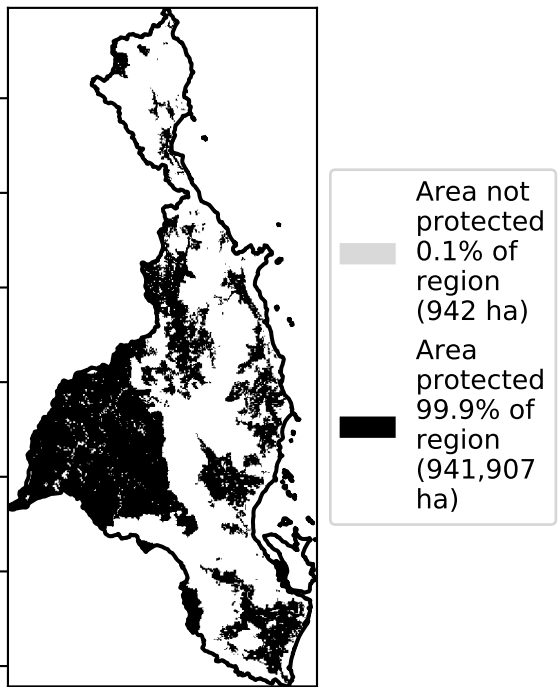 Area not
protected
0.1% of
region
(942 ha)
Area
protected
99.9% of
region
(941,907
ha)